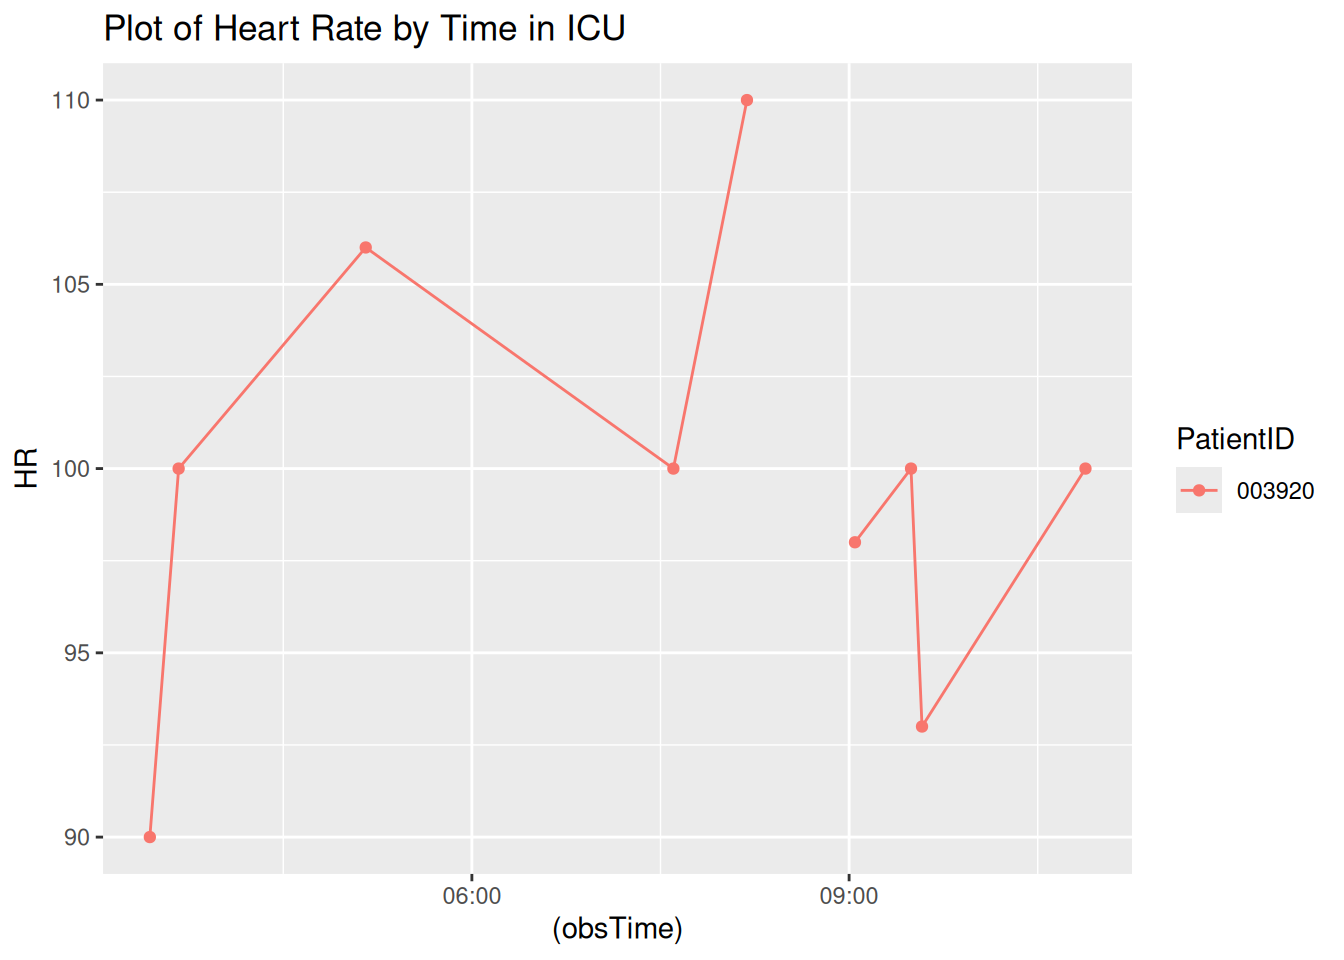 Plot of Heart Rate by Time in ICU
110
105
100
95
90
HR
06:00
09:00
(obsTime)
PatientID
003920